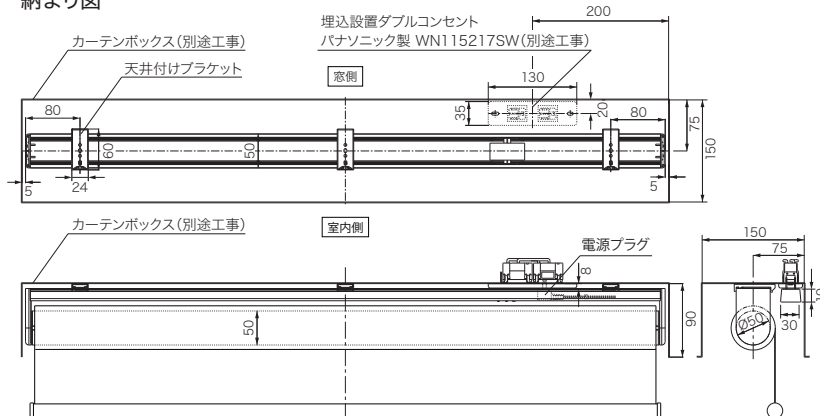 納まり図
200
埋込設置ダブルコンセント
パナソニック製 WN115217SW(別途工事)
カーテンボックス(別途工事)
天井付けブラケット
窓側
130
80
35
20
80
75
150
60
50
5
24
5
カーテンボックス(別途工事)
室内側
電源プラグ
150
75
8
50
90
Ø50
30